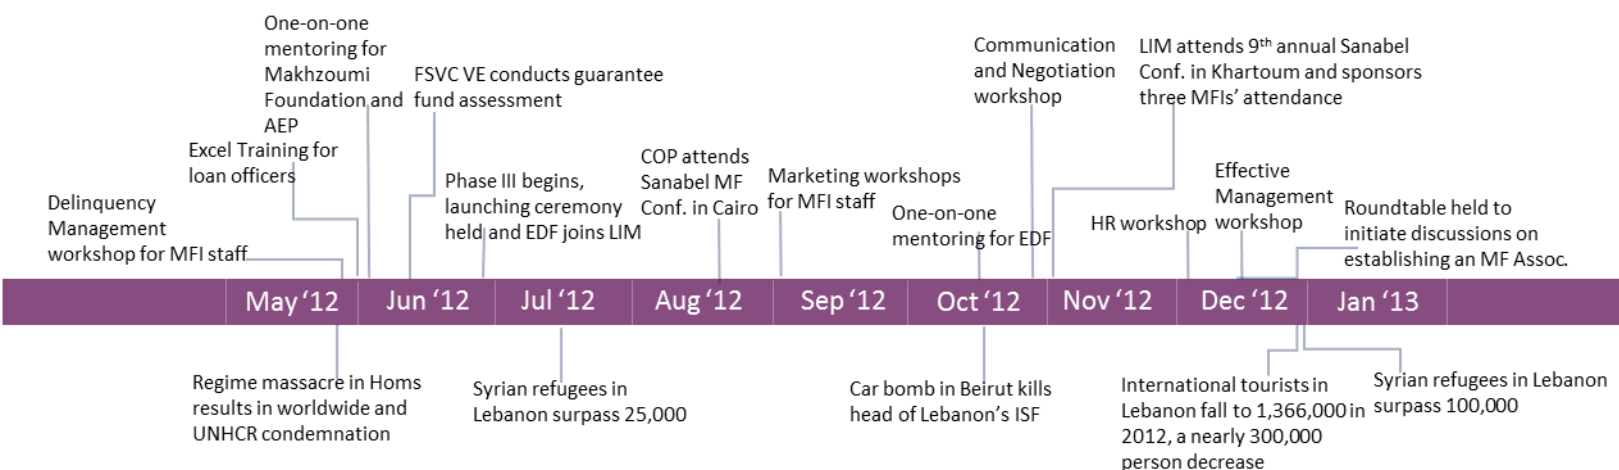 One-on-one
mentoring for
Makhzoumi
Foundation and
AEP
FSVC VE conducts guarantee
fund assessment
Communication
and Negotiation
workshop
LIM attends 9th annual Sanabel
Conf. in Khartoum and sponsors
three MFIs’ attendance
Excel Training for
loan officers
Delinquency
Management
workshop for MFI staff
Phase III begins,
launching ceremony
held and EDF joins LIM
COP attends
Sanabel MF
Conf. in Cairo
Marketing workshops
for MFI staff
One-on-one
mentoring for EDF
HR workshop
Effective
Management
workshop
Roundtable held to
initiate discussions on
establishing an MF Assoc.
May ‘12
Jun ‘12
Jul ‘12
Aug ‘12
Sep ‘12
Oct ‘12
Nov ‘12
Dec ‘12
Jan ‘13
Regime massacre in Homs
results in worldwide and
UNHCR condemnation
Syrian refugees in
Lebanon surpass 25,000
Car bomb in Beirut kills
head of Lebanon’s ISF
International tourists in
Lebanon fall to 1,366,000 in
2012, a nearly 300,000
person decrease
Syrian refugees in Lebanon
surpass 100,000